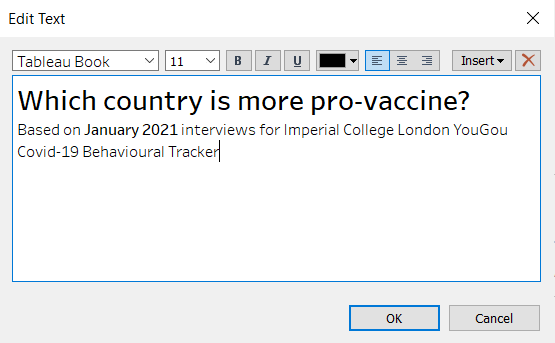 Edit Text
Tableau Book 11 B I U Insert
Which country is more pro-vaccine?
Based on January 2021 interviews for Imperial College London YouGou
Covid-19 Behavioural Tracker
OK Cancel